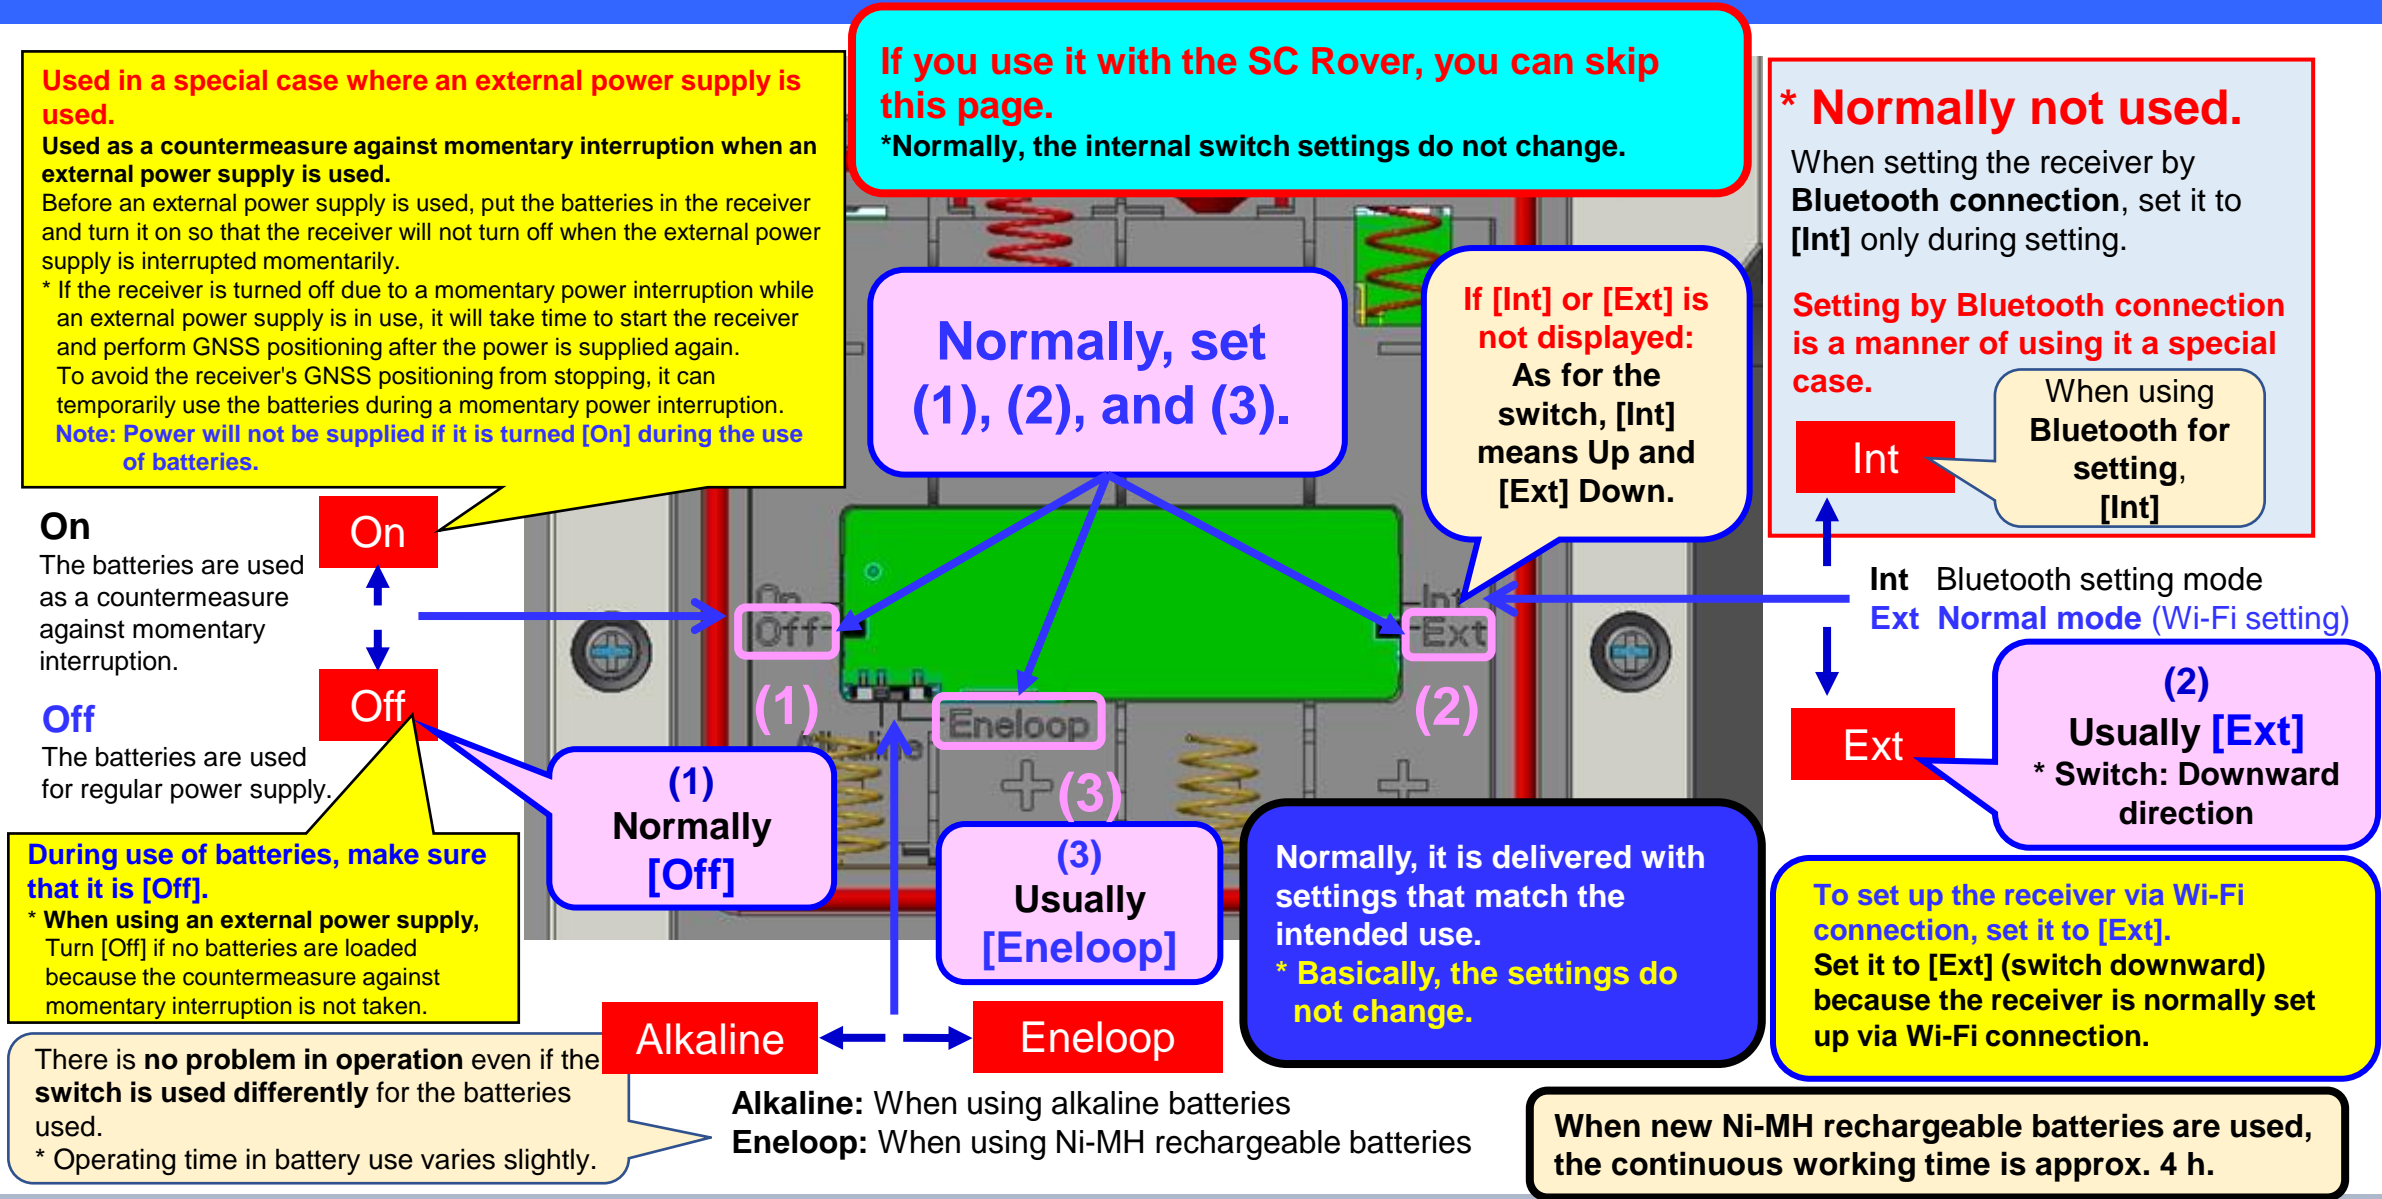 If you use it with the SC Rover, you can skip
this page.
*Normally, the internal switch settings do not change.
Used in a special case where an external power supply is
used.
Used as a countermeasure against momentary interruption when an
external power supply is used.
Before an external power supply is used, put the batteries in the receiver
and turn it on so that the receiver will not turn off when the external power
supply is interrupted momentarily.
* If the receiver is turned off due to a momentary power interruption while
an external power supply is in use, it will take time to start the receiver
and perform GNSS positioning after the power is supplied again.
To avoid the receiver's GNSS positioning from stopping, it can
temporarily use the batteries during a momentary power interruption.
Note: Power will not be supplied if it is turned [On] during the use
of batteries.
Normally, set
(1), (2), and (3).
If [Int] or [Ext] is
not displayed:
As for the
switch, [Int]
means Up and
[Ext] Down.
* Normally not used.
When setting the receiver by
Bluetooth connection, set it to
[Int] only during setting.
Setting by Bluetooth connection
is a manner of using it a special
case.
When using
Bluetooth for
setting,
[Int]
Int
On
The batteries are used
as a countermeasure
against momentary
interruption.
On
Off
The batteries are used
for regular power supply.
Off
On
Off
(1)
Int
Ext
(2)
Eneloop
Alkaline
(3)
Int Bluetooth setting mode
Ext Normal mode (Wi-Fi setting)
Ext
(2)
Usually [Ext]
* Switch: Downward
direction
(1)
Normally
[Off]
(3)
Usually
[Eneloop]
During use of batteries, make sure
that it is [Off].
* When using an external power supply,
Turn [Off] if no batteries are loaded
because the countermeasure against
momentary interruption is not taken.
Normally, it is delivered with
settings that match the
intended use.
* Basically, the settings do
not change.
To set up the receiver via Wi-Fi
connection, set it to [Ext].
Set it to [Ext] (switch downward)
because the receiver is normally set
up via Wi-Fi connection.
There is no problem in operation even if the
switch is used differently for the batteries
used.
* Operating time in battery use varies slightly.
Alkaline
Eneloop
Alkaline: When using alkaline batteries
Eneloop: When using Ni-MH rechargeable batteries
When new Ni-MH rechargeable batteries are used,
the continuous working time is approx. 4 h.